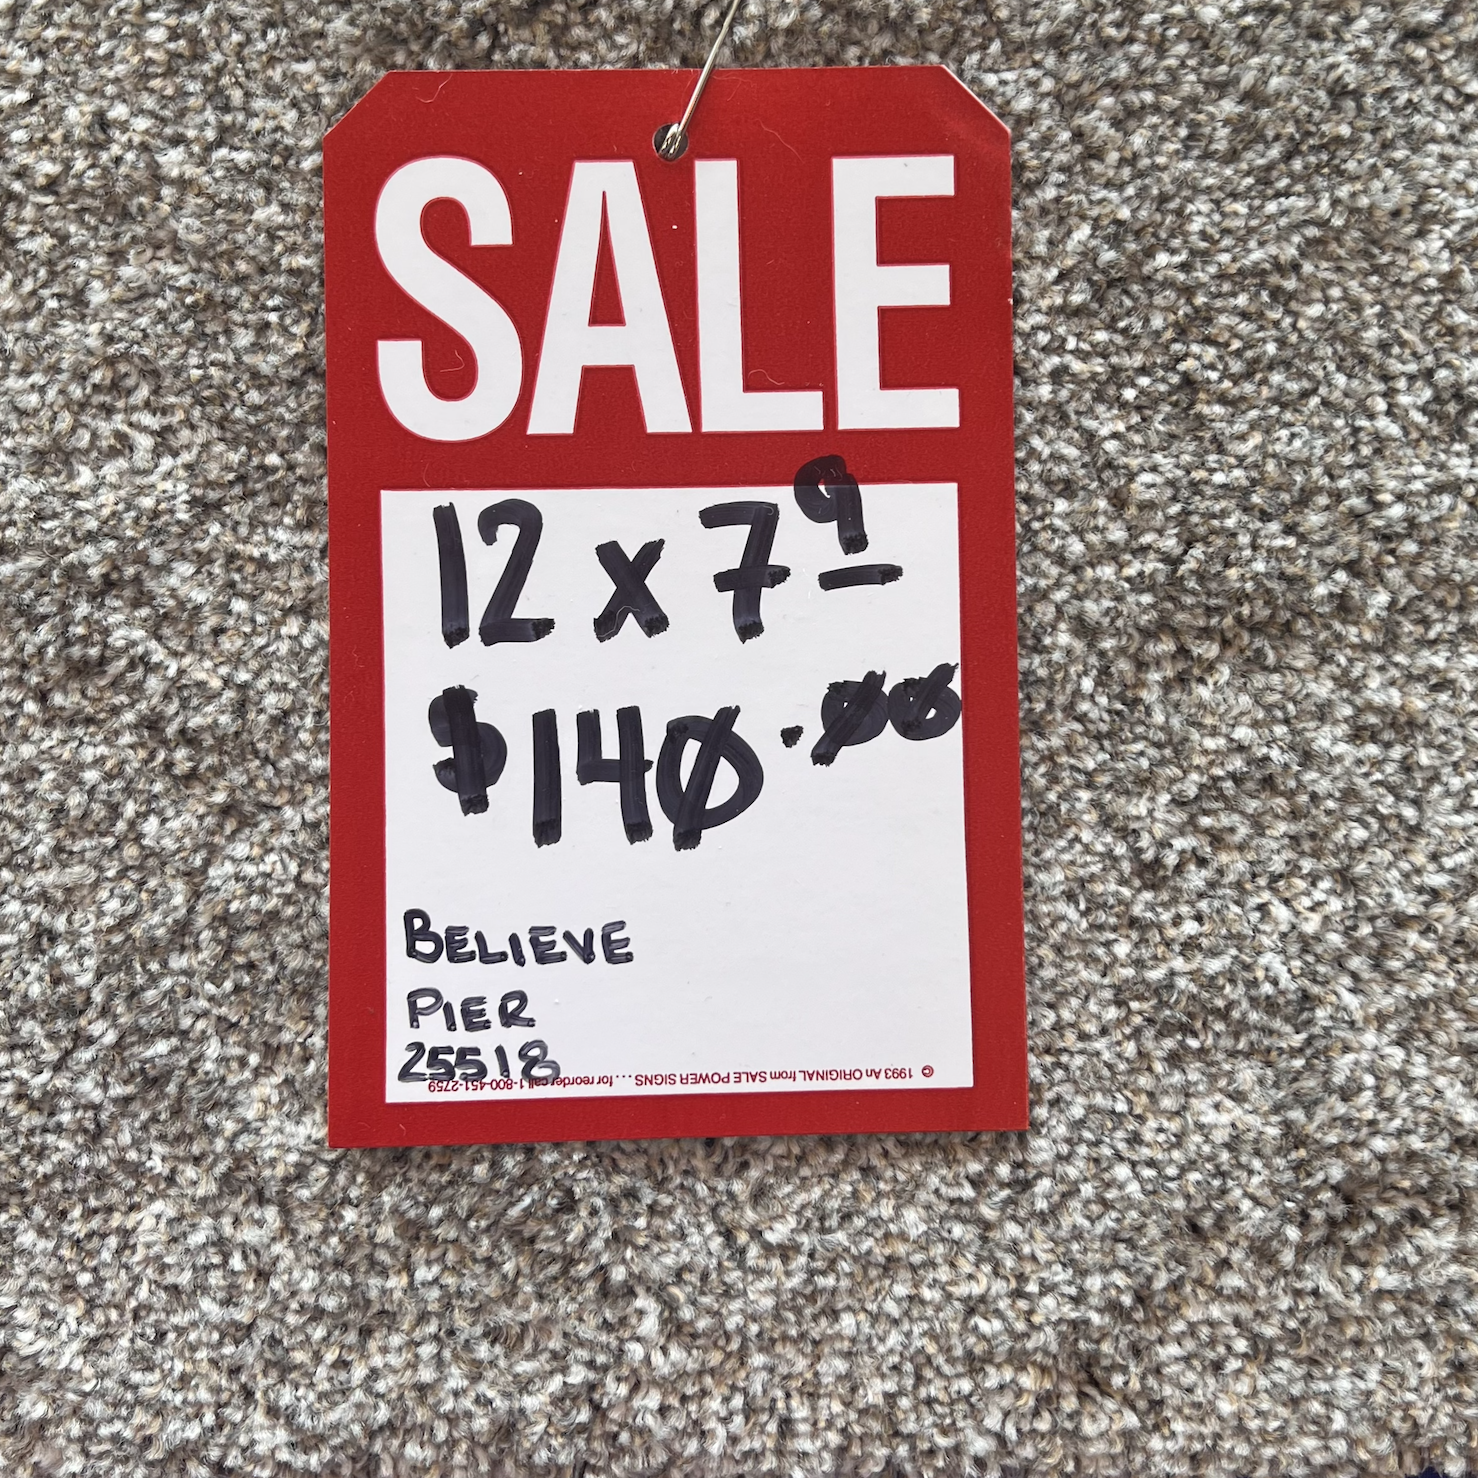 SALE
12 x 7⁹
$140.00
BELIEVE
PIER
25518
© 1993 An ORIGINAL from SALE POWER SIGNS .... for reorder call 1-800-451-2759